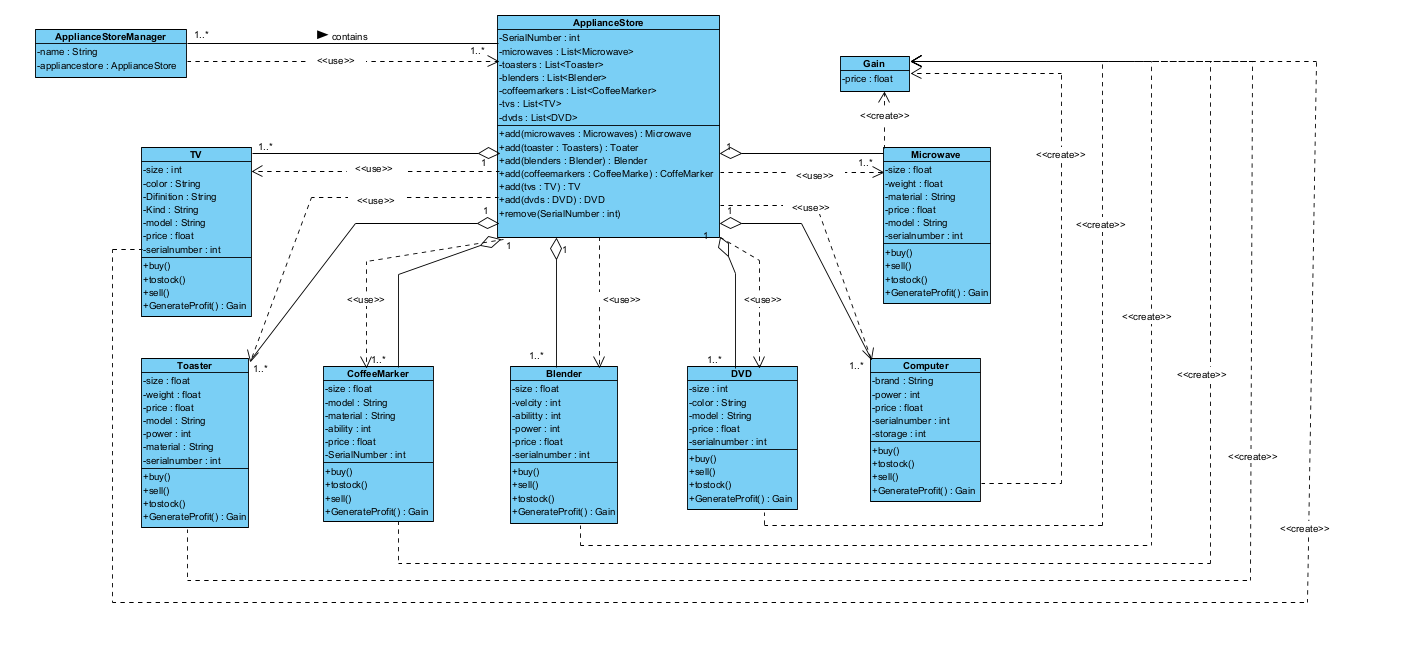 ApplianceStoreManager
-name : String
-appliancestore : ApplianceStore
1..*
contains
1..*
<<use>>
ApplianceStore
-SerialNumber : int
-microwaves : List<Microwave>
-toasters : List<Toaster>
-blenders : List<Blender>
-coffeemarkers : List<CoffeeMarker>
-tvs : List<TV>
-dvds : List<DVD>
+add(microwaves : Microwaves) : Microwave
+add(toaster : Toasters) : Toater
+add(blenders : Blender) : Blender
+add(coffeemarkers : CoffeeMarke) : CoffeMarker
+add(tvs : TV) : TV
+add(dvds : DVD) : DVD
+remove(SerialNumber : int)
Gain
-price : float
<<create>>
<<create>>
<<create>>
<<create>>
<<create>>
<<create>>
<<create>>
1..*
1
<<use>>
<<use>>
1
1
1..*
<<use>>
<<use>>
1
TV
-size : int
-color : String
-Difinition : String
-Kind : String
-model : String
-price : float
-serialnumber : int
+buy()
+tostock()
+sell()
+GenerateProfit() : Gain
Microwave
-size : float
-weight : float
-material : String
-price : float
-model : String
-serialnumber : int
+buy()
+sell()
+tostock()
+GenerateProfit() : Gain
1
1
1
<<use>>
<<use>>
<<use>>
1..*
1..*
1..*
1..*
1..*
Toaster
-size : float
-weight : float
-price : float
-model : String
-power : int
-material : String
-serialnumber : int
+buy()
+sell()
+tostock()
+GenerateProfit() : Gain
CoffeeMarker
-size : float
-model : String
-material : String
-ability : int
-price : float
-SerialNumber : int
+buy()
+tostock()
+sell()
+GenerateProfit() : Gain
Blender
-size : float
-velcity : int
-abilitty : int
-power : int
-price : float
-serialnumber : int
+buy()
+sell()
+tostock()
+GenerateProfit() : Gain
DVD
-size : int
-color : String
-model : String
-price : float
-serialnumber : int
+buy()
+sell()
+tostock()
+GenerateProfit() : Gain
Computer
-brand : String
-power : int
-price : float
-serialnumber : int
-storage : int
+buy()
+tostock()
+sell()
+GenerateProfit() : Gain